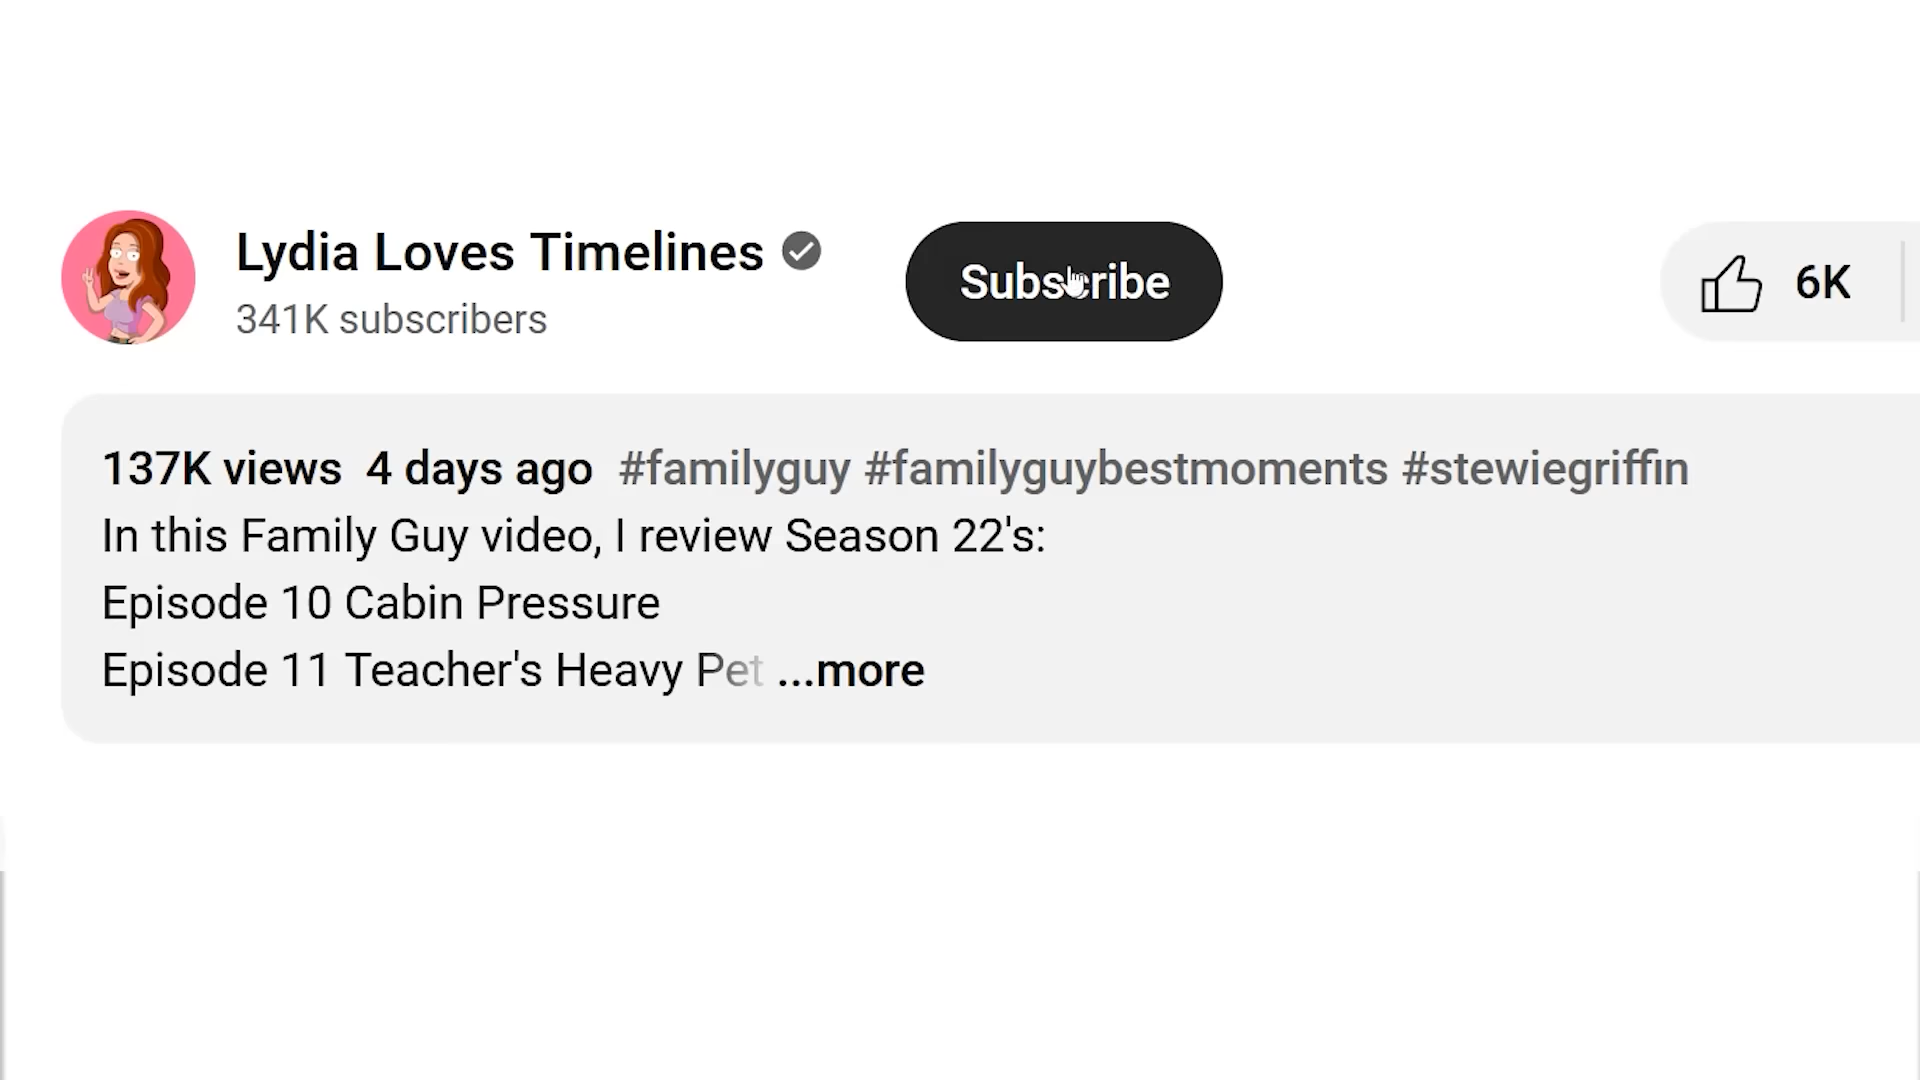 Lydia Loves Timelines
341K subscribers
Subscribe
6K
137K views 4 days ago #familyguy #familyguybestmoments #stewiegriffin
In this Family Guy video, I review Season 22's:
Episode 10 Cabin Pressure
Episode 11 Teacher's Heavy Pet ...more